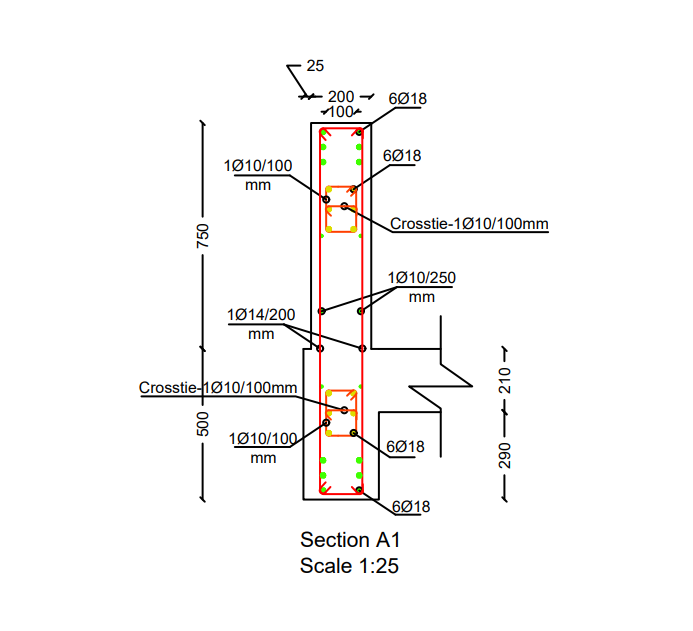 25
200
100
6Ø18
6Ø18
1Ø10/100
mm
Crosstie-1Ø10/100mm
750
1Ø10/250
mm
1Ø14/200
mm
210
Crosstie-1Ø10/100mm
500
1Ø10/100
mm
6Ø18
290
6Ø18
Section A1
Scale 1:25